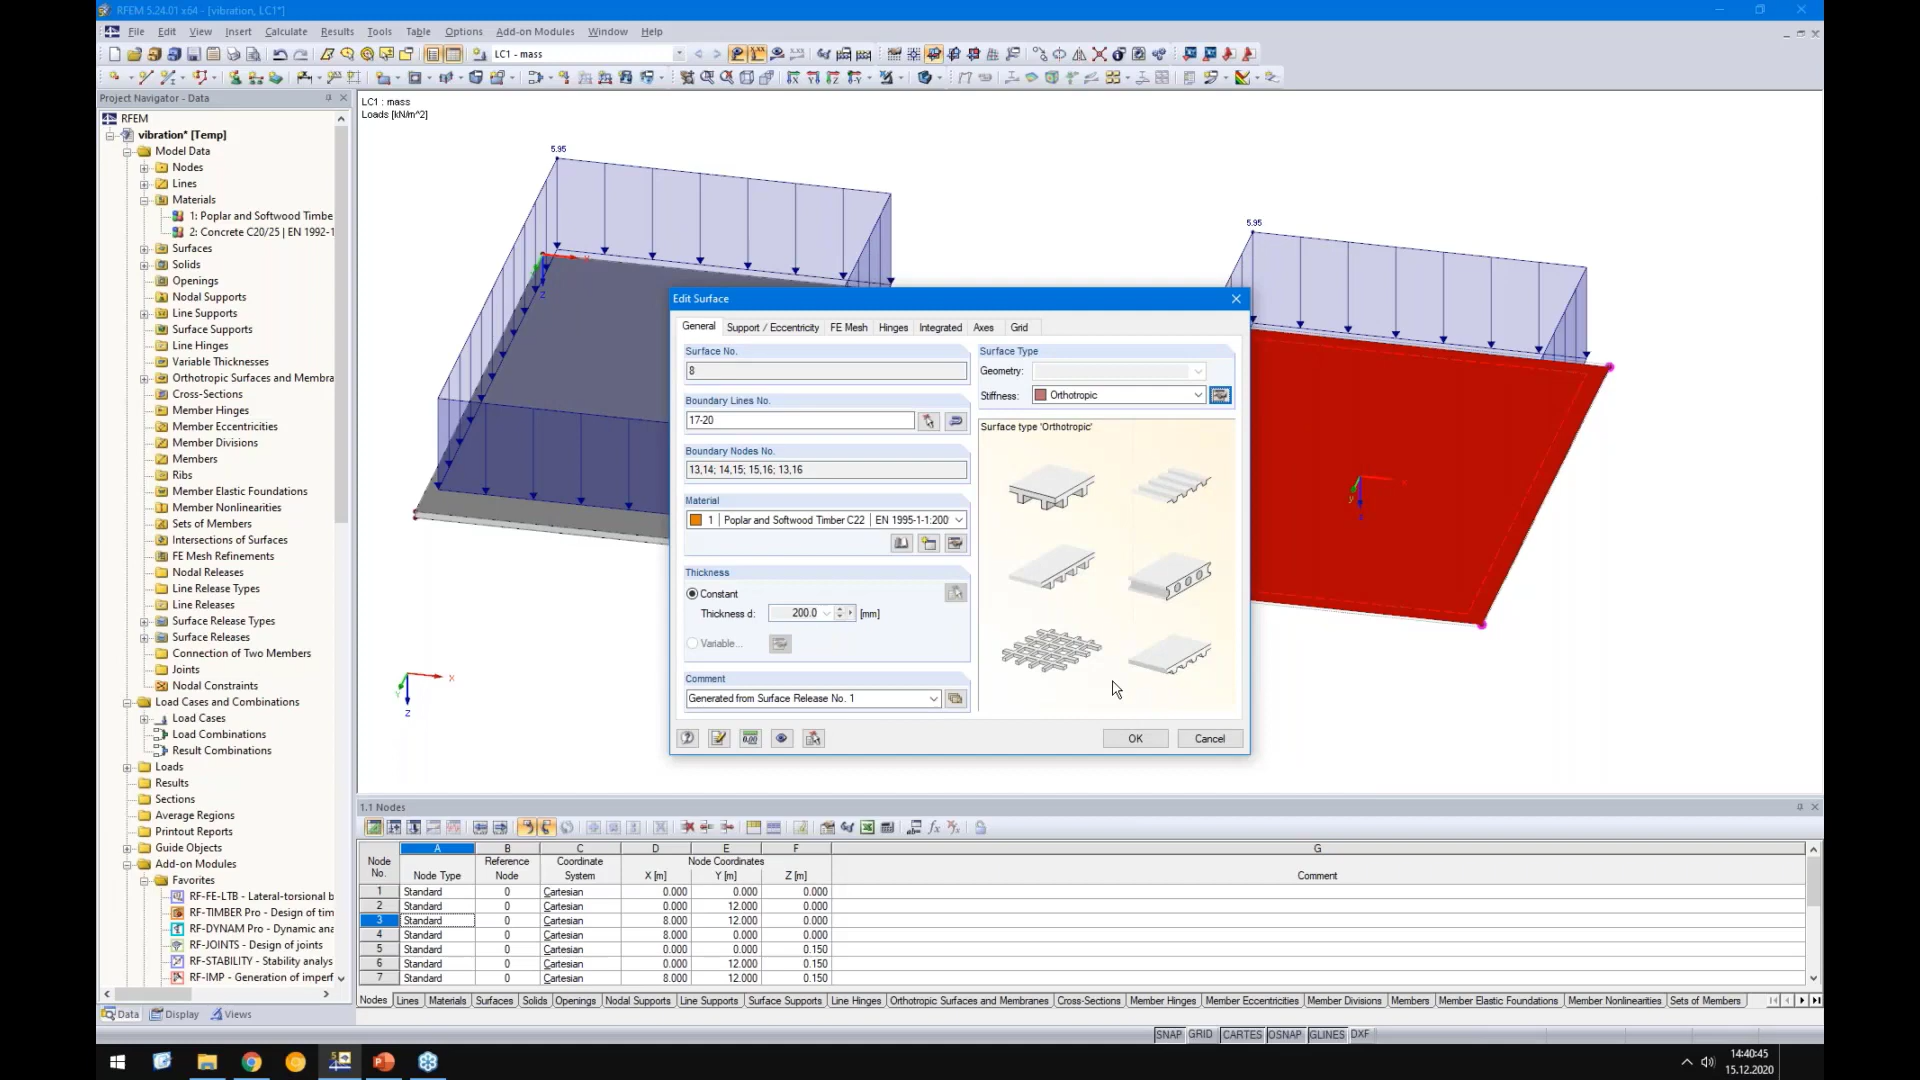 RFEM 5.24.01 x64 - [vibration, LC1*]
File Edit View Insert Calculate Results Tools Table Options Add-on Modules Window Help
LC1 - mass
Project Navigator - Data
RFEM
vibration* [Temp]
Model Data
Nodes
Lines
Materials
1: Poplar and Softwood Timbe
2: Concrete C20/25 | EN 1992-1
Surfaces
Solids
Openings
Nodal Supports
Line Supports
Surface Supports
Line Hinges
Variable Thicknesses
Orthotropic Surfaces and Membra
Cross-Sections
Member Hinges
Member Eccentricities
Member Divisions
Members
Ribs
Member Elastic Foundations
Member Nonlinearities
Sets of Members
Intersections of Surfaces
FE Mesh Refinements
Nodal Releases
Line Release Types
Line Releases
Surface Release Types
Surface Releases
Connection of Two Members
Joints
Nodal Constraints
Load Cases and Combinations
Load Cases
Load Combinations
Result Combinations
Loads
Results
Sections
Average Regions
Printout Reports
Guide Objects
Add-on Modules
Favorites
RF-FE-LTB - Lateral-torsional b
RF-TIMBER Pro - Design of tim
RF-DYNAM Pro - Dynamic ana
RF-JOINTS - Design of joints
RF-STABILITY - Stability analys
RF-IMP - Generation of imperf
Data Display Views
LC1 : mass
Loads [kN/m^2]
5.95
5.95
X
Y
Z
Edit Surface
General Support / Eccentricity FE Mesh Hinges Integrated Axes Grid
Surface No.
8
Boundary Lines No.
17-20
Boundary Nodes No.
13,14; 14,15; 15,16; 13,16
Material
1 | Poplar and Softwood Timber C22 | EN 1995-1-1:200
Thickness
Constant
Thickness d: 200.0 [mm]
Variable...
Comment
Generated from Surface Release No. 1
Surface Type
Geometry:
Stiffness: Orthotropic
Surface type 'Orthotropic'
OK Cancel
1.1 Nodes
A B C D E F G
Node No. Node Type Reference Node Coordinate System Node Coordinates X [m] Y [m] Z [m] Comment
1 Standard 0 Cartesian 0.000 0.000 0.000
2 Standard 0 Cartesian 0.000 12.000 0.000
3 Standard 0 Cartesian 8.000 12.000 0.000
4 Standard 0 Cartesian 8.000 0.000 0.000
5 Standard 0 Cartesian 0.000 0.000 0.150
6 Standard 0 Cartesian 0.000 12.000 0.150
7 Standard 0 Cartesian 8.000 12.000 0.150
Nodes Lines Materials Surfaces Solids Openings Nodal Supports Line Supports Surface Supports Line Hinges Orthotropic Surfaces and Membranes Cross-Sections Member Hinges Member Eccentricities Member Divisions Members Member Elastic Foundations Member Nonlinearities Sets of Members
SNAP GRID CARTES OSNAP GLINES DXF
14:40:45
15.12.2020